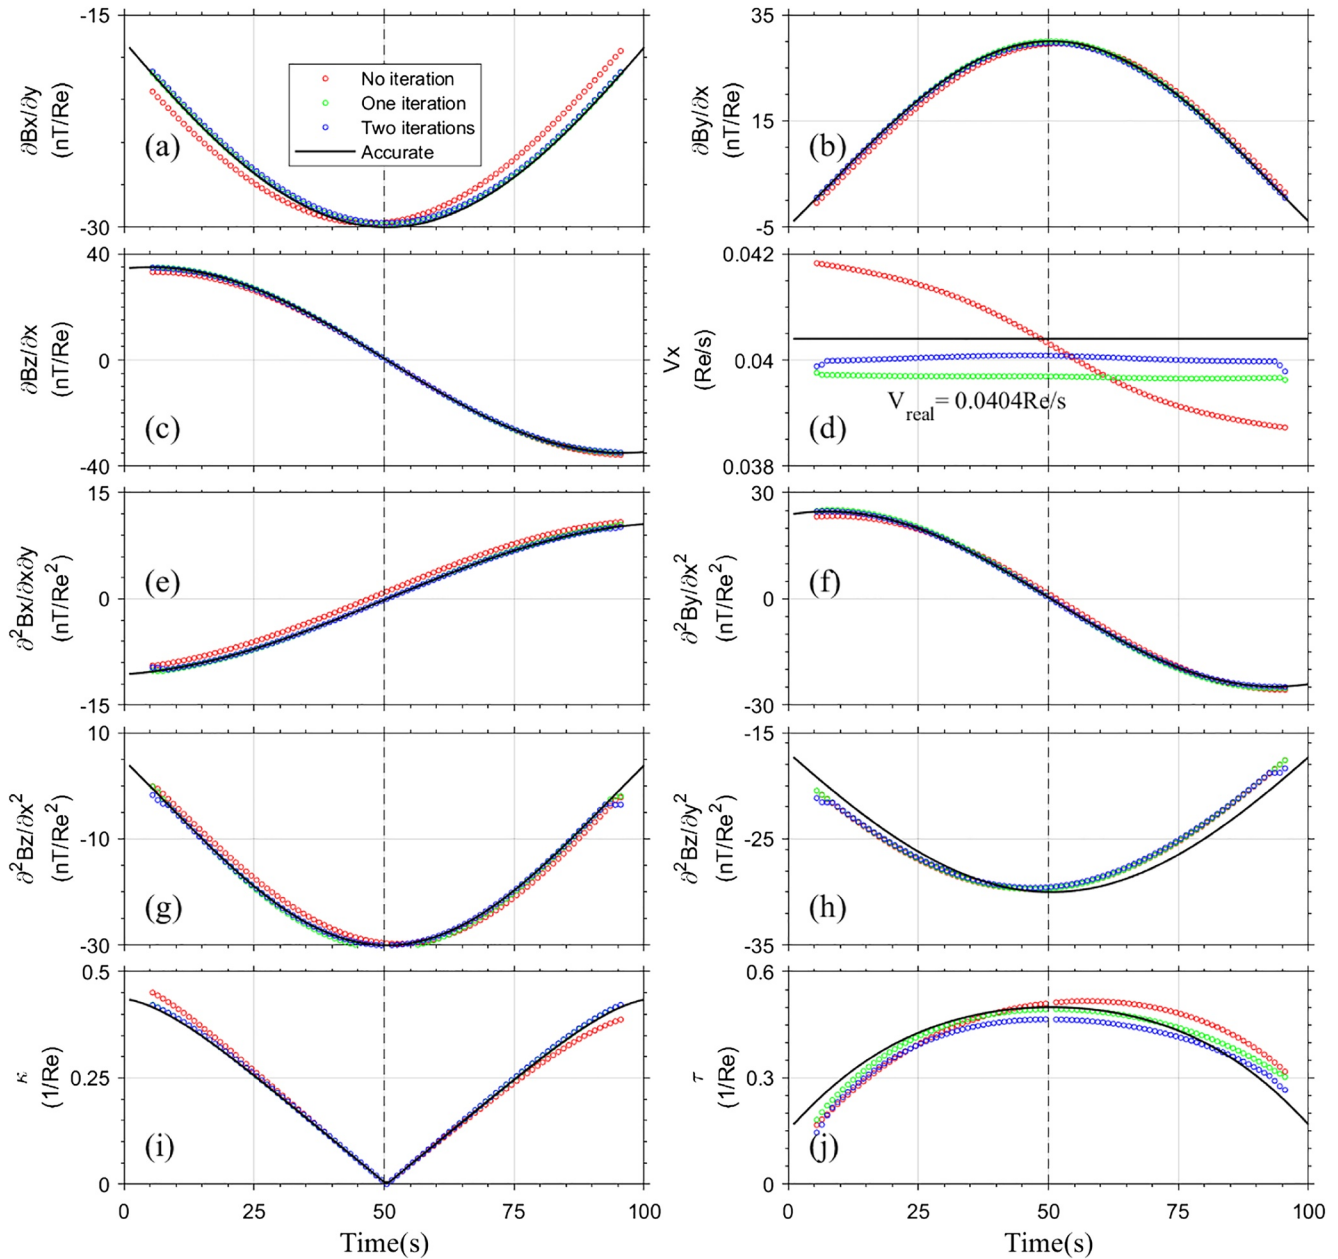 -15
∂Bx/∂y
(nT/Re)
No iteration
One iteration
Two iterations
Accurate
(a)
-30
35
∂By/∂x
(nT/Re)
15
(b)
-5
40
∂Bz/∂x
(nT/Re)
0
(c)
-40
0.042
Vx
(Re/s)
0.04
V_real= 0.0404Re/s
(d)
0.038
15
∂²Bx/∂x∂y
(nT/Re²)
(e)
0
-15
30
∂²By/∂x²
(nT/Re²)
(f)
0
-30
10
∂²Bz/∂x²
(nT/Re²)
-10
(g)
-30
-15
∂²Bz/∂y²
(nT/Re²)
-25
(h)
-35
0.5
κ
(1/Re)
0.25
(i)
0
0 25 50 75 100
Time(s)
0.6
τ
(1/Re)
0.3
(j)
0
0 25 50 75 100
Time(s)